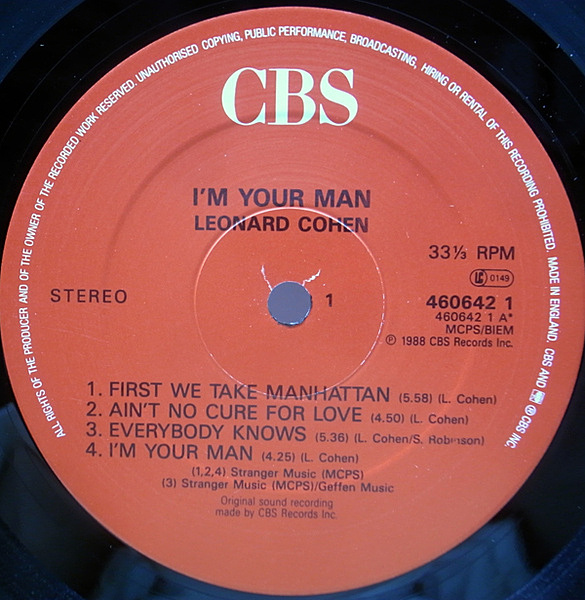 ALL RIGHTS OF THE PRODUCER AND OF THE OWNER OF THE RECORDED WORK RESERVED. UNAUTHORISED COPYING, PUBLIC PERFORMANCE, BROADCASTING, HIRING OR RENTAL OF THIS RECORDING PROHIBITED. MADE IN ENGLAND. CBS AND ® CBS INC.
CBS
I'M YOUR MAN
LEONARD COHEN
33⅓ RPM
STEREO
LC 0149
1
460642 1
460642 1 A*
MCPS/BIEM
℗ 1988 CBS Records Inc.
1. FIRST WE TAKE MANHATTAN (5.58) (L. Cohen)
2. AIN'T NO CURE FOR LOVE (4.50) (L. Cohen)
3. EVERYBODY KNOWS (5.36) (L. Cohen/S. Robinson)
4. I'M YOUR MAN (4.25) (L. Cohen)
(1,2,4) Stranger Music (MCPS)
(3) Stranger Music (MCPS)/Geffen Music
Original sound recording
made by CBS Records Inc.